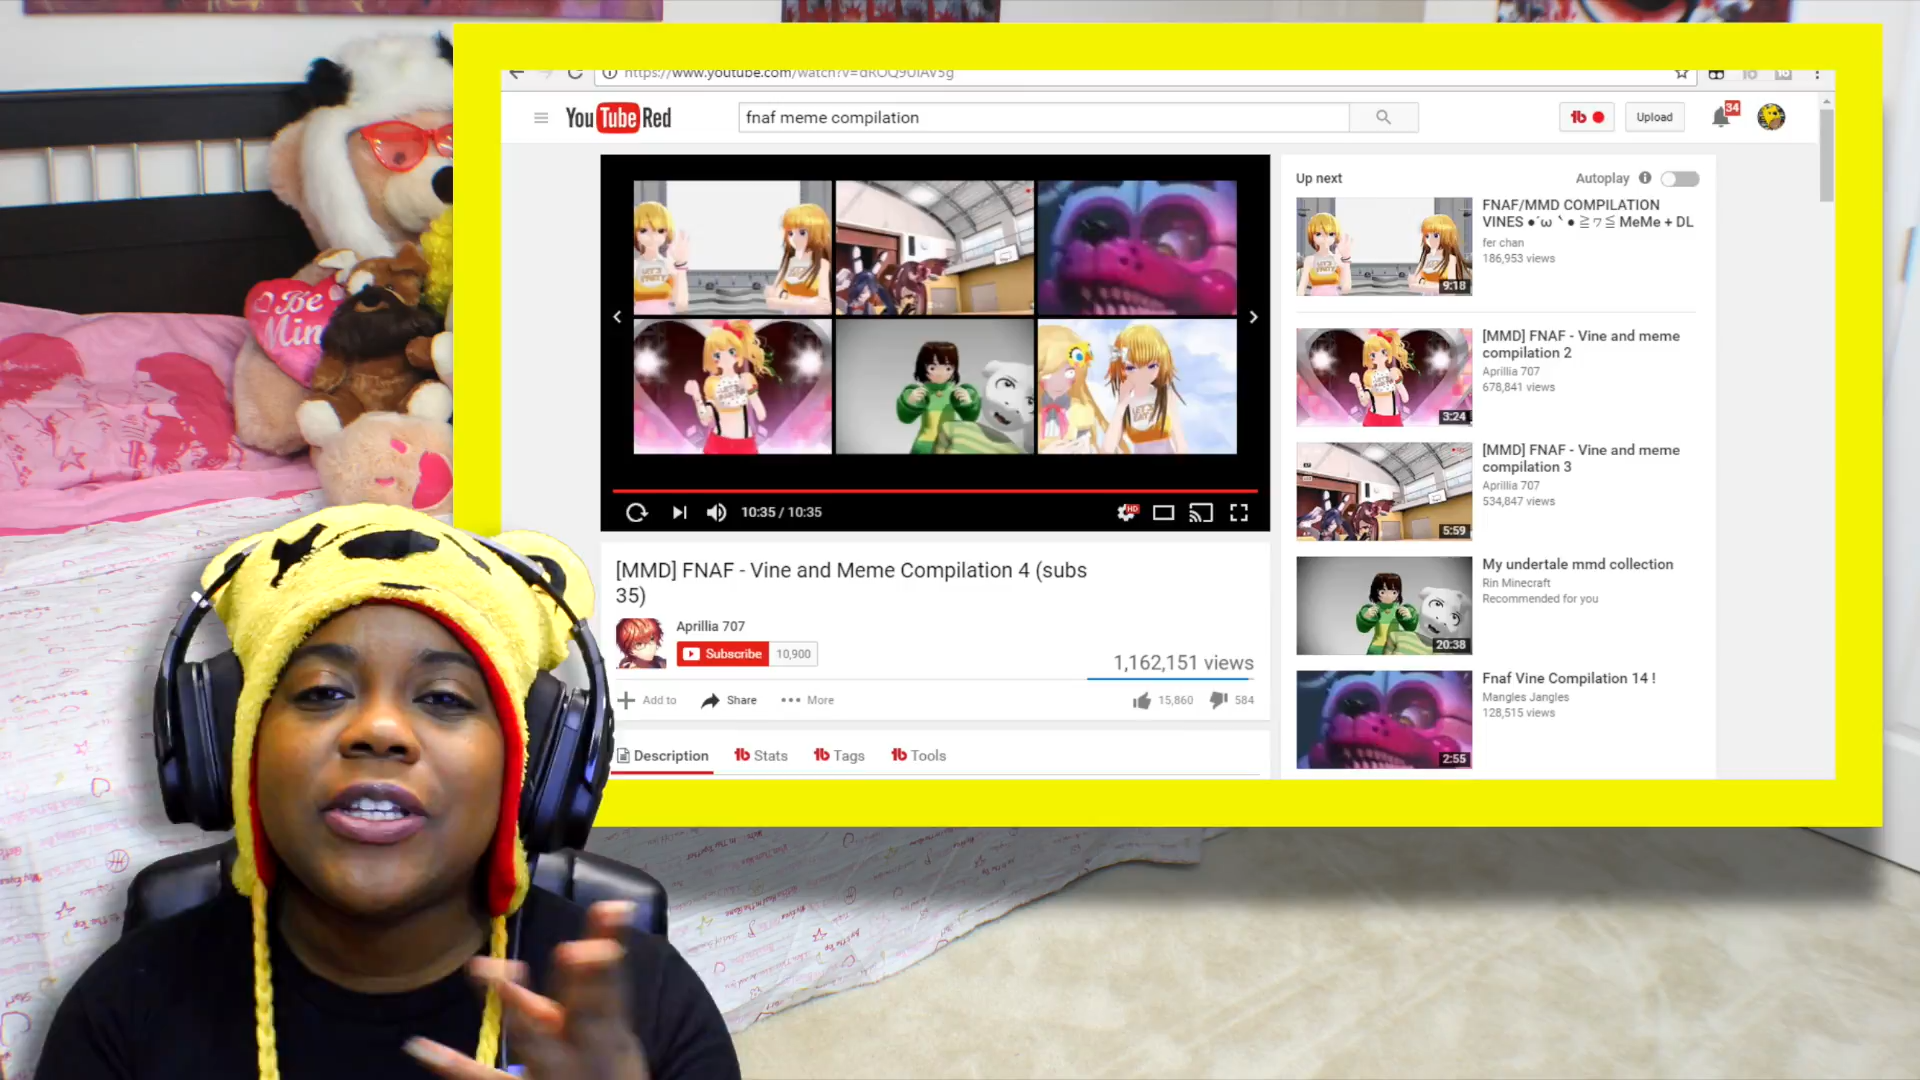 https://www.youtube.com/watch?v=dROQ9UIAV5g
YouTube Red
fnaf meme compilation
Upload
34
Up next
Autoplay
FNAF/MMD COMPILATION
VINES ●´ω｀● ≧ヮ≦ MeMe + DL
fer chan
186,953 views
9:18
[MMD] FNAF - Vine and meme
compilation 2
Aprillia 707
678,841 views
3:24
[MMD] FNAF - Vine and meme
compilation 3
Aprillia 707
534,847 views
5:59
My undertale mmd collection
Rin Minecraft
Recommended for you
20:38
Fnaf Vine Compilation 14 !
Mangles Jangles
128,515 views
2:55
10:35 / 10:35
HD
[MMD] FNAF - Vine and Meme Compilation 4 (subs
35)
Aprillia 707
Subscribe 10,900
1,162,151 views
Add to Share More
15,860 584
Description tb Stats tb Tags tb Tools
Be
Min